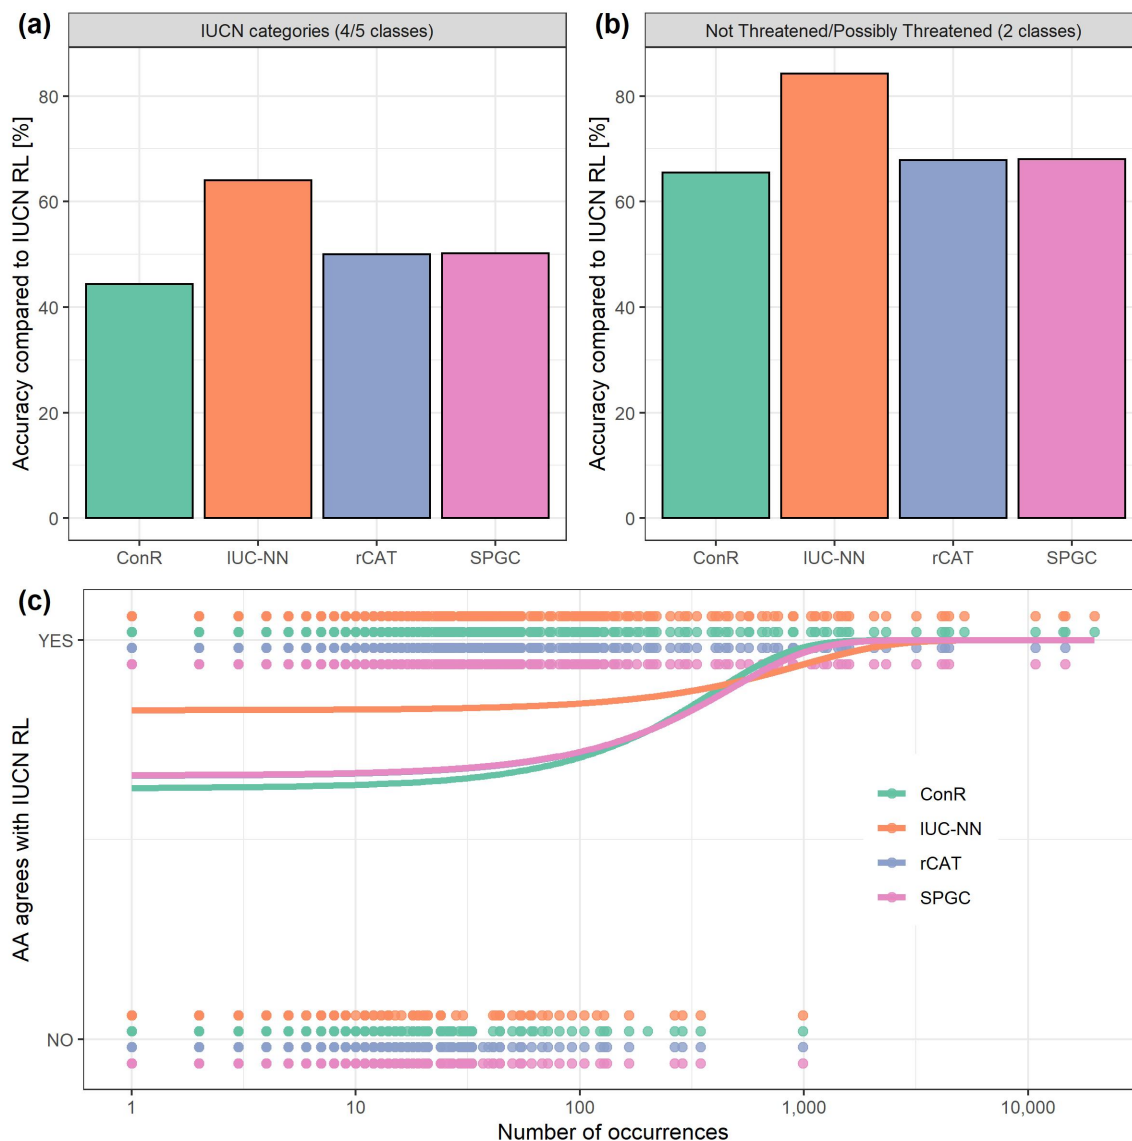 (a)
IUCN categories (4/5 classes)
Accuracy compared to IUCN RL [%]
80
60
40
20
0
ConR IUC-NN rCAT SPGC
(b)
Not Threatened/Possibly Threatened (2 classes)
Accuracy compared to IUCN RL [%]
80
60
40
20
0
ConR IUC-NN rCAT SPGC
(c)
AA agrees with IUCN RL
YES
NO
ConR
IUC-NN
rCAT
SPGC
1 10 100 1,000 10,000
Number of occurrences